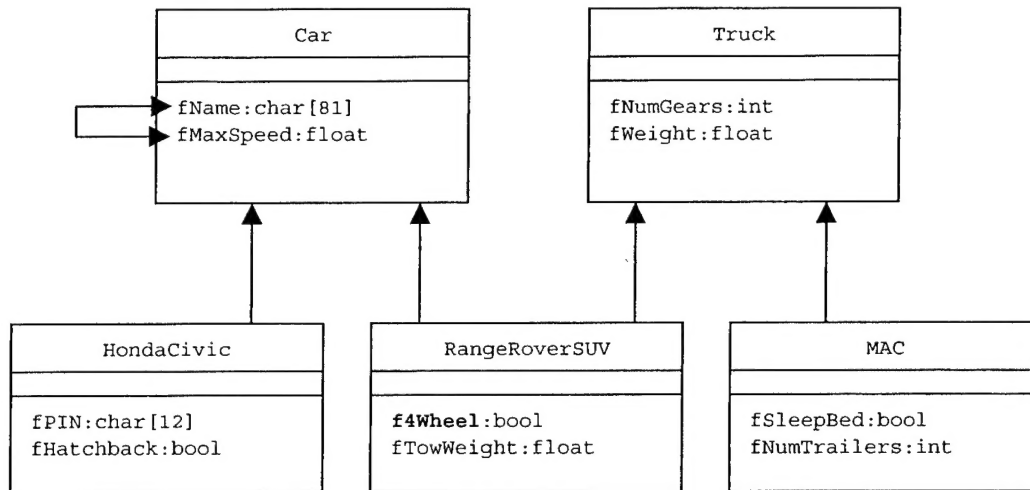 Car
fName:char[81]
fMaxSpeed:float
Truck
fNumGears:int
fWeight:float
HondaCivic
fPIN:char[12]
fHatchback:bool
RangeRoverSUV
f4Wheel:bool
fTowWeight:float
MAC
fSleepBed:bool
fNumTrailers:int